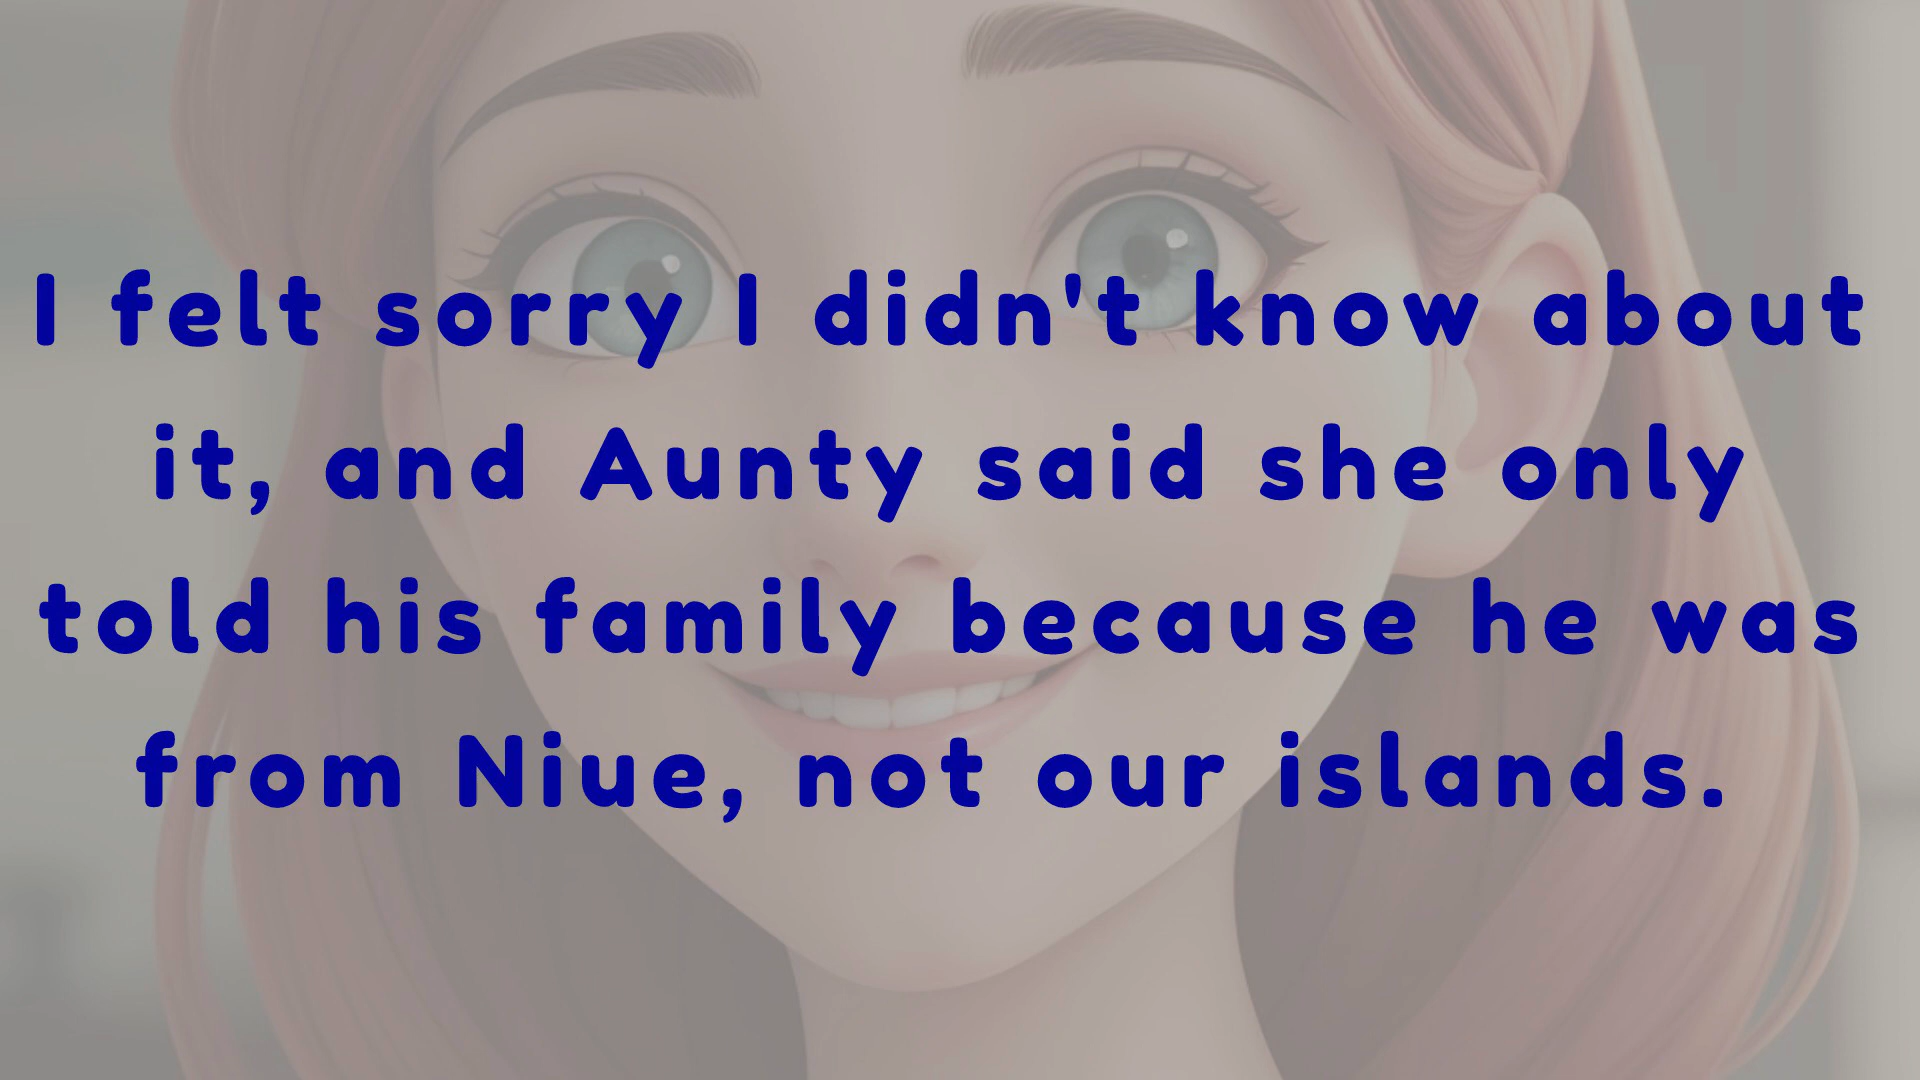 I felt sorry I didn't know about
it, and Aunty said she only
told his family because he was
from Niue, not our islands.